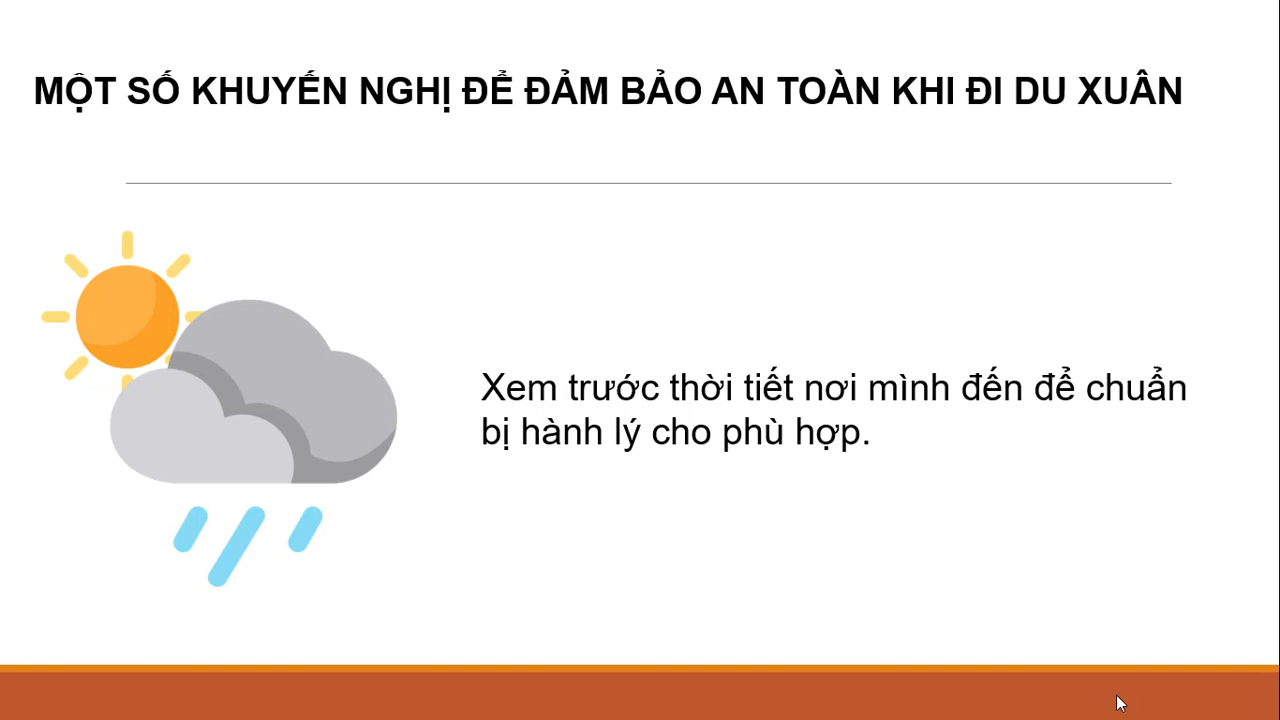 MỘT SỐ KHUYẾN NGHỊ ĐỂ ĐẢM BẢO AN TOÀN KHI ĐI DU XUÂN
Xem trước thời tiết nơi mình đến để chuẩn
bị hành lý cho phù hợp.